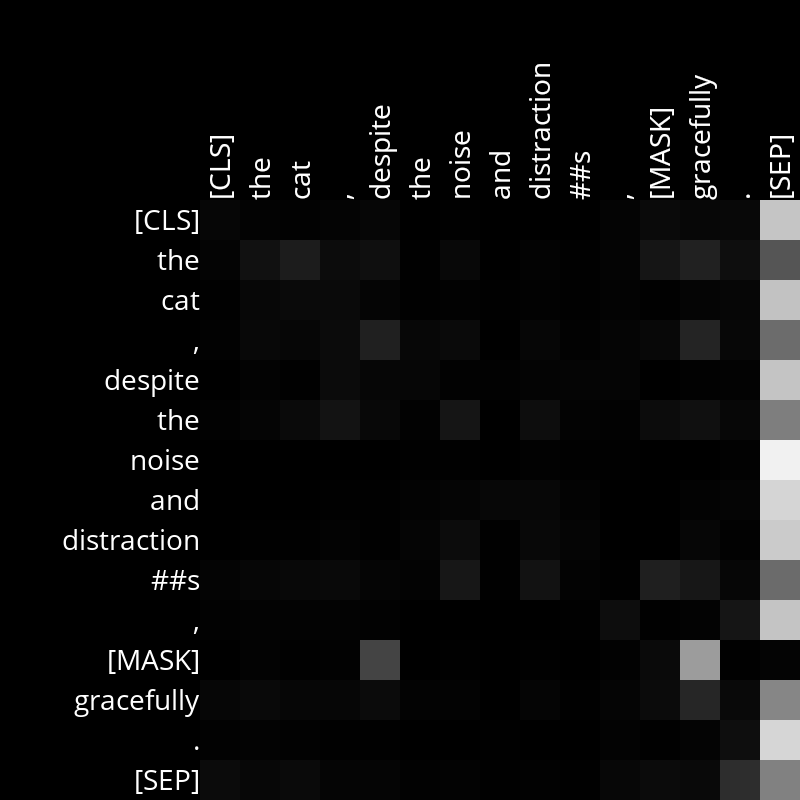 [CLS] the cat , despite the noise and distraction ##s , [MASK] gracefully . [SEP]
[CLS]
the
cat
,
despite
the
noise
and
distraction
##s
,
[MASK]
gracefully
.
[SEP]